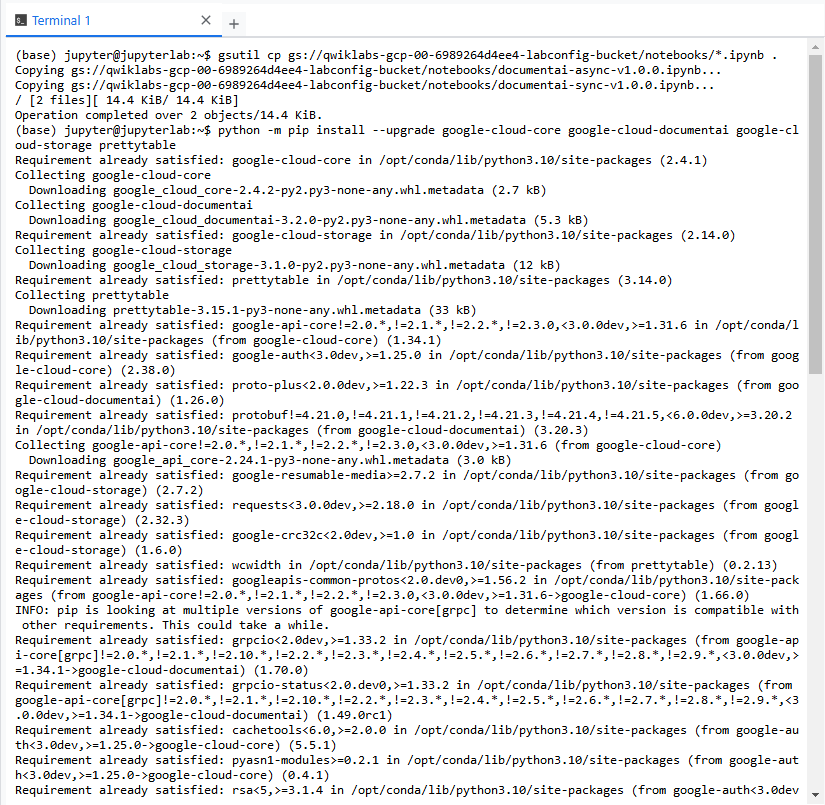 Terminal 1
(base) jupyter@jupyterlab:~$ gsutil cp gs://qwiklabs-gcp-00-6989264d4ee4-labconfig-bucket/notebooks/*.ipynb .
Copying gs://qwiklabs-gcp-00-6989264d4ee4-labconfig-bucket/notebooks/documentai-async-v1.0.0.ipynb...
Copying gs://qwiklabs-gcp-00-6989264d4ee4-labconfig-bucket/notebooks/documentai-sync-v1.0.0.ipynb...
/ [2 files][ 14.4 KiB/ 14.4 KiB]
Operation completed over 2 objects/14.4 KiB.
(base) jupyter@jupyterlab:~$ python -m pip install --upgrade google-cloud-core google-cloud-documentai google-cl
oud-storage prettytable
Requirement already satisfied: google-cloud-core in /opt/conda/lib/python3.10/site-packages (2.4.1)
Collecting google-cloud-core
  Downloading google_cloud_core-2.4.2-py2.py3-none-any.whl.metadata (2.7 kB)
Collecting google-cloud-documentai
  Downloading google_cloud_documentai-3.2.0-py2.py3-none-any.whl.metadata (5.3 kB)
Requirement already satisfied: google-cloud-storage in /opt/conda/lib/python3.10/site-packages (2.14.0)
Collecting google-cloud-storage
  Downloading google_cloud_storage-3.1.0-py2.py3-none-any.whl.metadata (12 kB)
Requirement already satisfied: prettytable in /opt/conda/lib/python3.10/site-packages (3.14.0)
Collecting prettytable
  Downloading prettytable-3.15.1-py3-none-any.whl.metadata (33 kB)
Requirement already satisfied: google-api-core!=2.0.*,!=2.1.*,!=2.2.*,!=2.3.0,<3.0.0dev,>=1.31.6 in /opt/conda/l
ib/python3.10/site-packages (from google-cloud-core) (1.34.1)
Requirement already satisfied: google-auth<3.0dev,>=1.25.0 in /opt/conda/lib/python3.10/site-packages (from goog
le-cloud-core) (2.38.0)
Requirement already satisfied: proto-plus<2.0.0dev,>=1.22.3 in /opt/conda/lib/python3.10/site-packages (from goo
gle-cloud-documentai) (1.26.0)
Requirement already satisfied: protobuf!=4.21.0,!=4.21.1,!=4.21.2,!=4.21.3,!=4.21.4,!=4.21.5,<6.0.0dev,>=3.20.2 
in /opt/conda/lib/python3.10/site-packages (from google-cloud-documentai) (3.20.3)
Collecting google-api-core!=2.0.*,!=2.1.*,!=2.2.*,!=2.3.0,<3.0.0dev,>=1.31.6 (from google-cloud-core)
  Downloading google_api_core-2.24.1-py3-none-any.whl.metadata (3.0 kB)
Requirement already satisfied: google-resumable-media>=2.7.2 in /opt/conda/lib/python3.10/site-packages (from go
ogle-cloud-storage) (2.7.2)
Requirement already satisfied: requests<3.0.0dev,>=2.18.0 in /opt/conda/lib/python3.10/site-packages (from googl
e-cloud-storage) (2.32.3)
Requirement already satisfied: google-crc32c<2.0dev,>=1.0 in /opt/conda/lib/python3.10/site-packages (from googl
e-cloud-storage) (1.6.0)
Requirement already satisfied: wcwidth in /opt/conda/lib/python3.10/site-packages (from prettytable) (0.2.13)
Requirement already satisfied: googleapis-common-protos<2.0.dev0,>=1.56.2 in /opt/conda/lib/python3.10/site-pack
ages (from google-api-core!=2.0.*,!=2.1.*,!=2.2.*,!=2.3.0,<3.0.0dev,>=1.31.6->google-cloud-core) (1.66.0)
INFO: pip is looking at multiple versions of google-api-core[grpc] to determine which version is compatible with
 other requirements. This could take a while.
Requirement already satisfied: grpcio<2.0dev,>=1.33.2 in /opt/conda/lib/python3.10/site-packages (from google-ap
i-core[grpc]!=2.0.*,!=2.1.*,!=2.10.*,!=2.2.*,!=2.3.*,!=2.4.*,!=2.5.*,!=2.6.*,!=2.7.*,!=2.8.*,!=2.9.*,<3.0.0dev,>
=1.34.1->google-cloud-documentai) (1.70.0)
Requirement already satisfied: grpcio-status<2.0.dev0,>=1.33.2 in /opt/conda/lib/python3.10/site-packages (from 
google-api-core[grpc]!=2.0.*,!=2.1.*,!=2.10.*,!=2.2.*,!=2.3.*,!=2.4.*,!=2.5.*,!=2.6.*,!=2.7.*,!=2.8.*,!=2.9.*,<3
.0.0dev,>=1.34.1->google-cloud-documentai) (1.49.0rc1)
Requirement already satisfied: cachetools<6.0,>=2.0.0 in /opt/conda/lib/python3.10/site-packages (from google-au
th<3.0dev,>=1.25.0->google-cloud-core) (5.5.1)
Requirement already satisfied: pyasn1-modules>=0.2.1 in /opt/conda/lib/python3.10/site-packages (from google-aut
h<3.0dev,>=1.25.0->google-cloud-core) (0.4.1)
Requirement already satisfied: rsa<5,>=3.1.4 in /opt/conda/lib/python3.10/site-packages (from google-auth<3.0dev